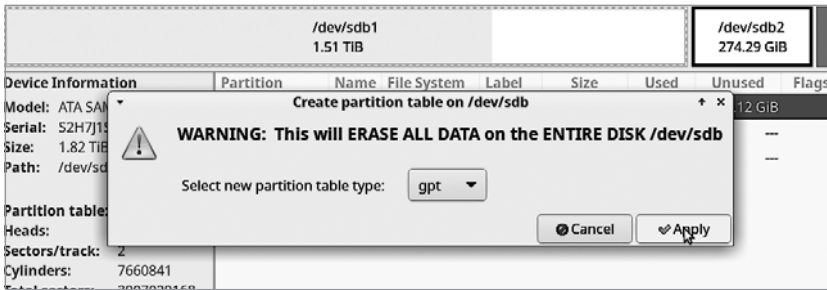 /dev/sdb1
1.51 TiB
/dev/sdb2
274.29 GiB
Device Information
Partition Name File System Label Size Used Unused Flags
Model: ATA SAM
Serial: S2H7J1S
Size: 1.82 TiB
Path: /dev/sd
.12 GiB
---
---
Create partition table on /dev/sdb
WARNING: This will ERASE ALL DATA on the ENTIRE DISK /dev/sdb
Select new partition table type: gpt
Cancel Apply
Partition table:
Heads:
Sectors/track: 2
Cylinders: 7660841